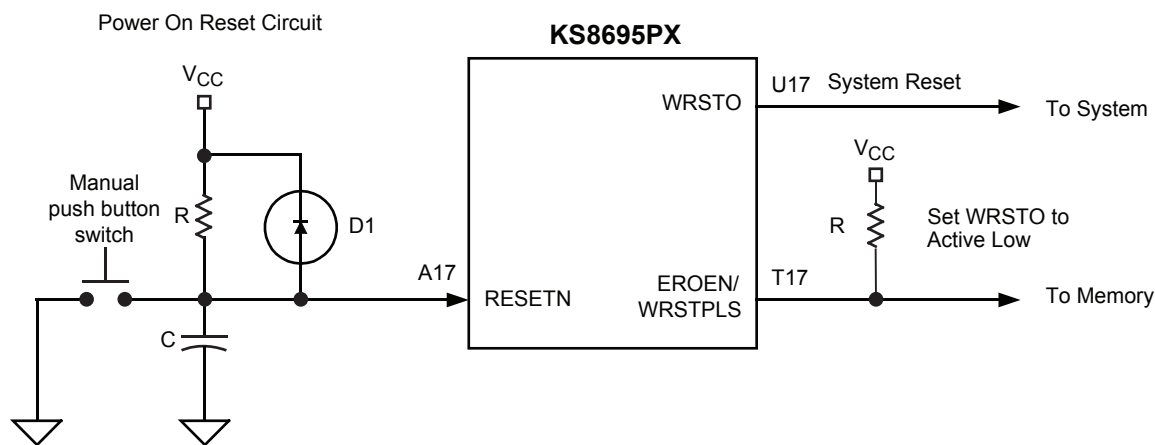 Power On Reset Circuit
KS8695PX
VCC
Manual
push button
switch
R
D1
C
A17
RESETN
WRSTO
U17
System Reset
To System
VCC
R
Set WRSTO to
Active Low
EROEN/
WRSTPLS
T17
To Memory